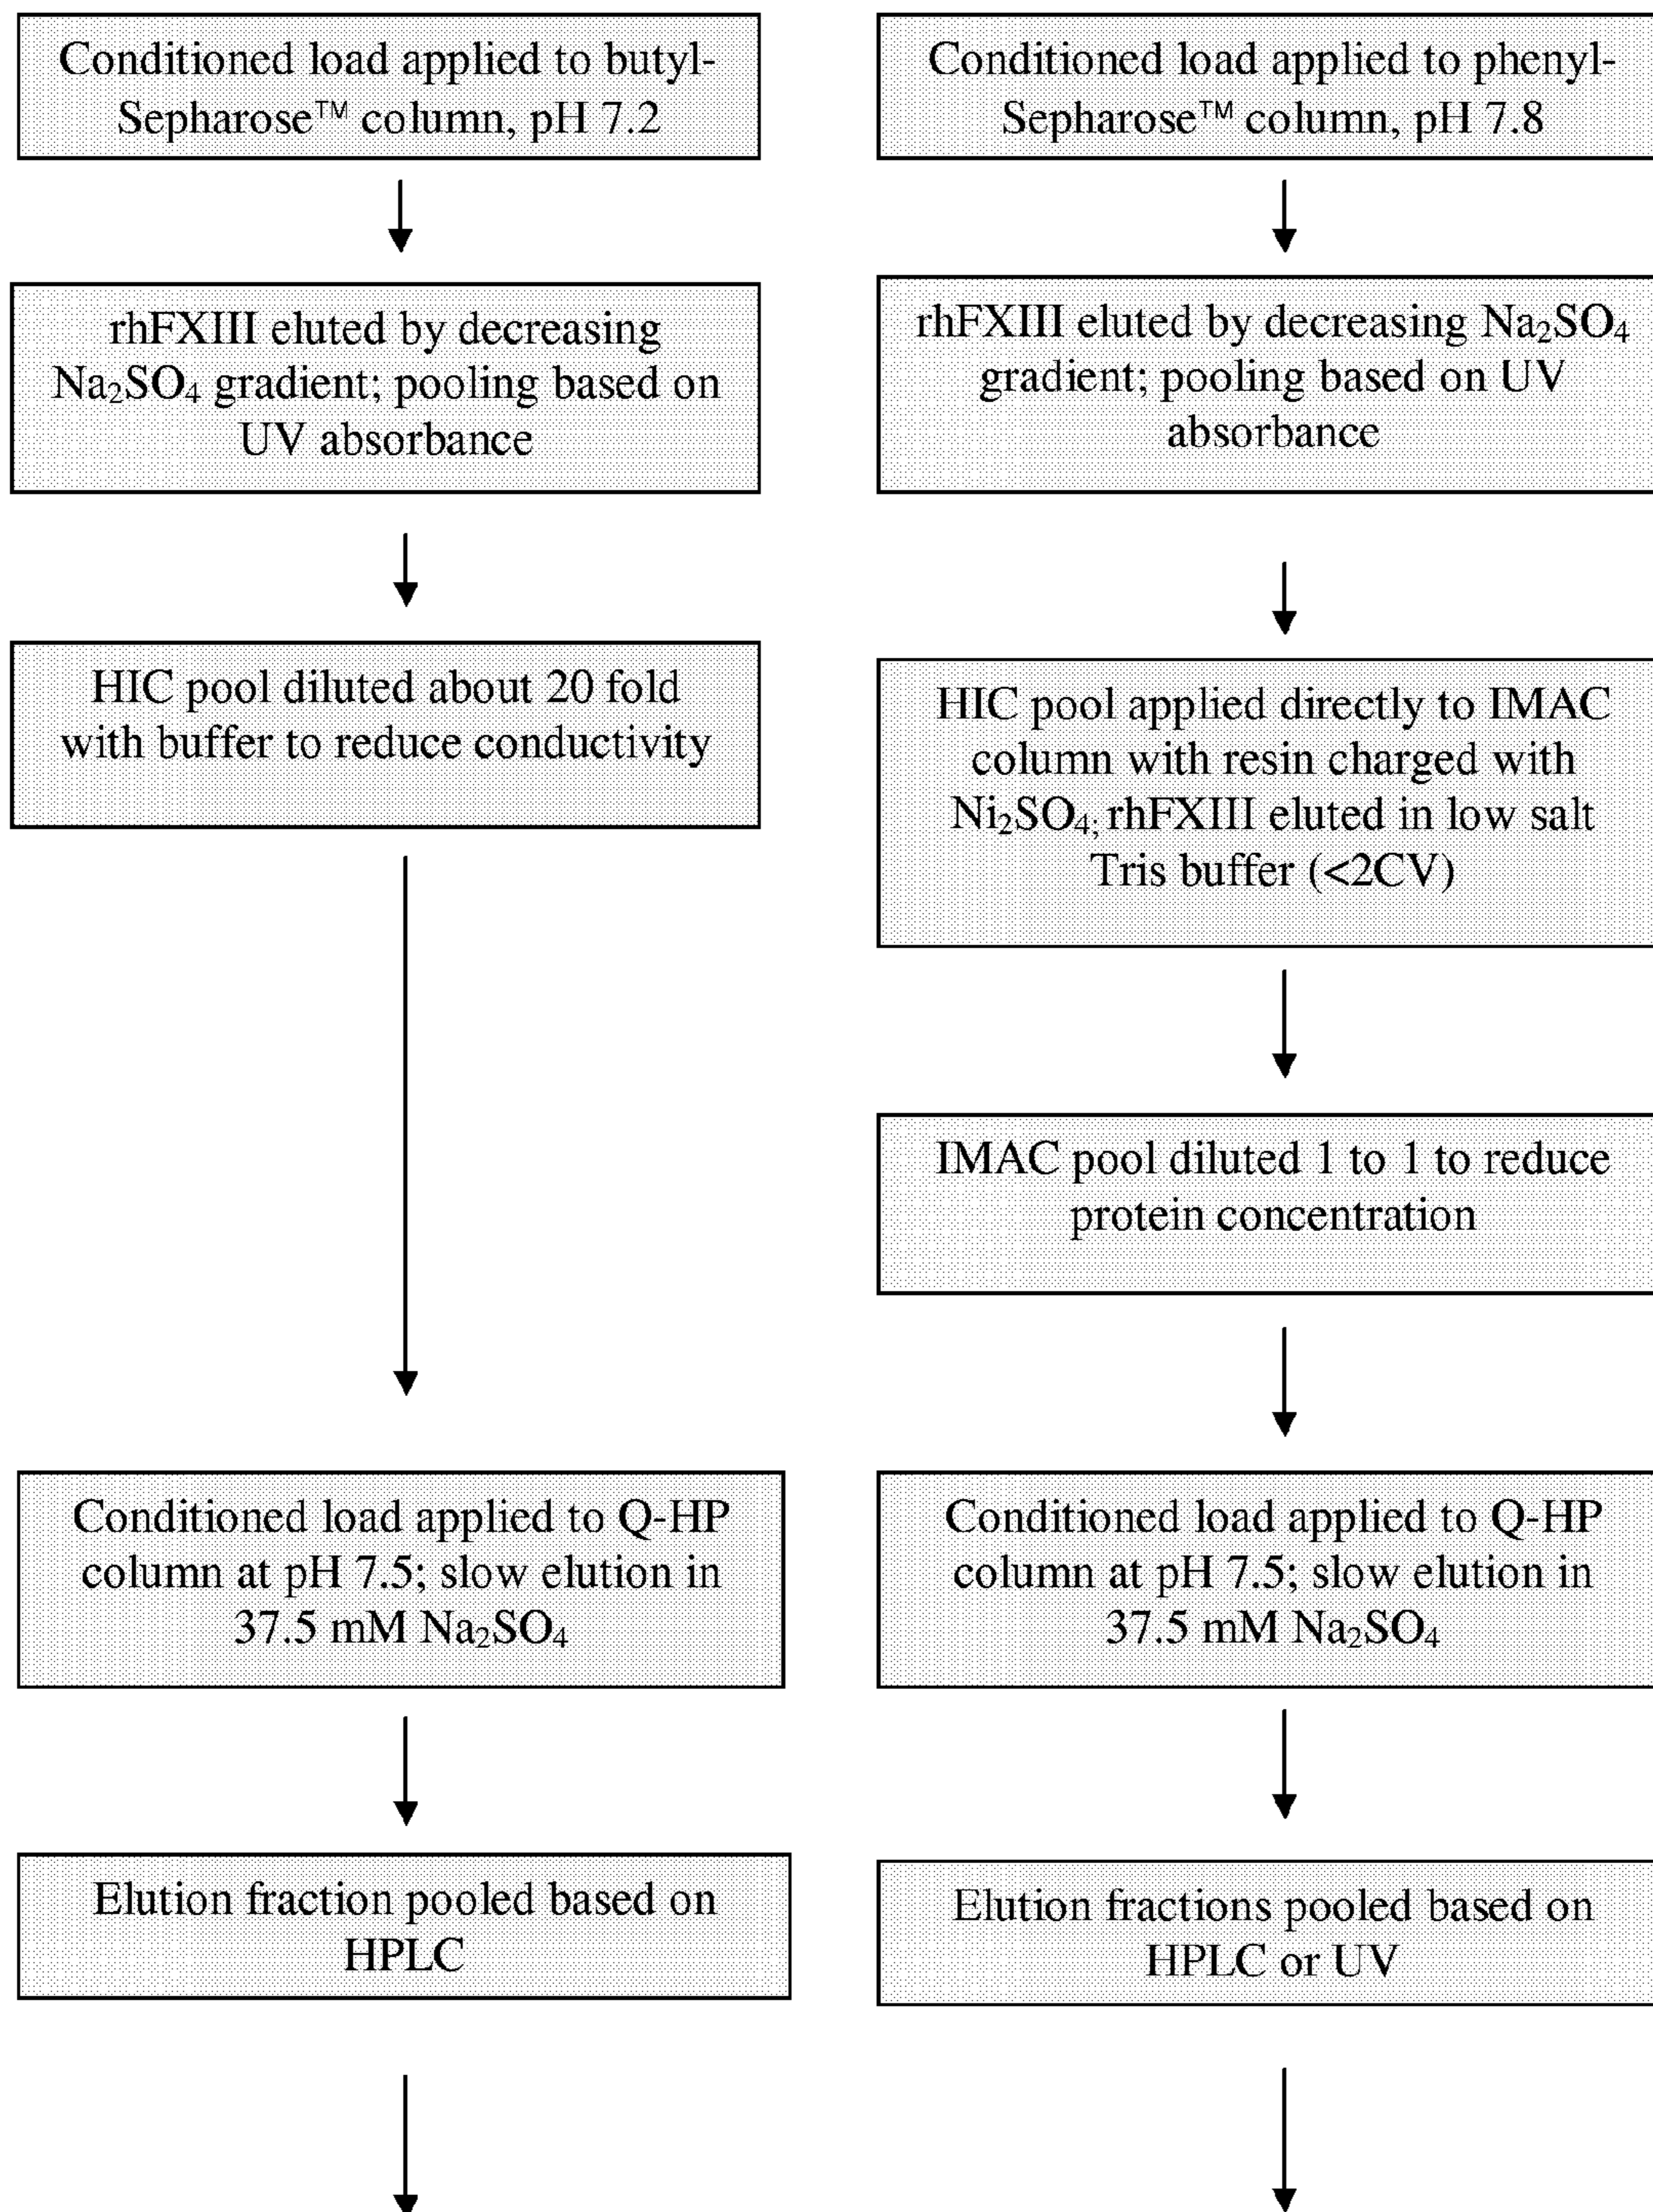 Conditioned load applied to butyl-
Sepharose™ column, pH 7.2
rhFXIII eluted by decreasing
Na₂SO₄ gradient; pooling based on
UV absorbance
HIC pool diluted about 20 fold
with buffer to reduce conductivity
Conditioned load applied to Q-HP
column at pH 7.5; slow elution in
37.5 mM Na₂SO₄
Elution fraction pooled based on
HPLC
Conditioned load applied to phenyl-
Sepharose™ column, pH 7.8
rhFXIII eluted by decreasing Na₂SO₄
gradient; pooling based on UV
absorbance
HIC pool applied directly to IMAC
column with resin charged with
Ni₂SO₄; rhFXIII eluted in low salt
Tris buffer (<2CV)
IMAC pool diluted 1 to 1 to reduce
protein concentration
Conditioned load applied to Q-HP
column at pH 7.5; slow elution in
37.5 mM Na₂SO₄
Elution fractions pooled based on
HPLC or UV